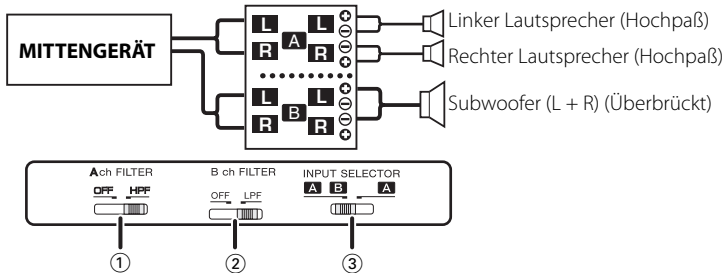 L L ⊕ Linker Lautsprecher (Hochpaß)
MITTENGERÄT A ⊖
R R ⊖ Rechter Lautsprecher (Hochpaß)
⊕
L L ⊕
B ⊖ Subwoofer (L + R) (Überbrückt)
R R ⊖
⊕
A ch FILTER B ch FILTER INPUT SELECTOR
OFF HPF OFF LPF A B A
① ② ③